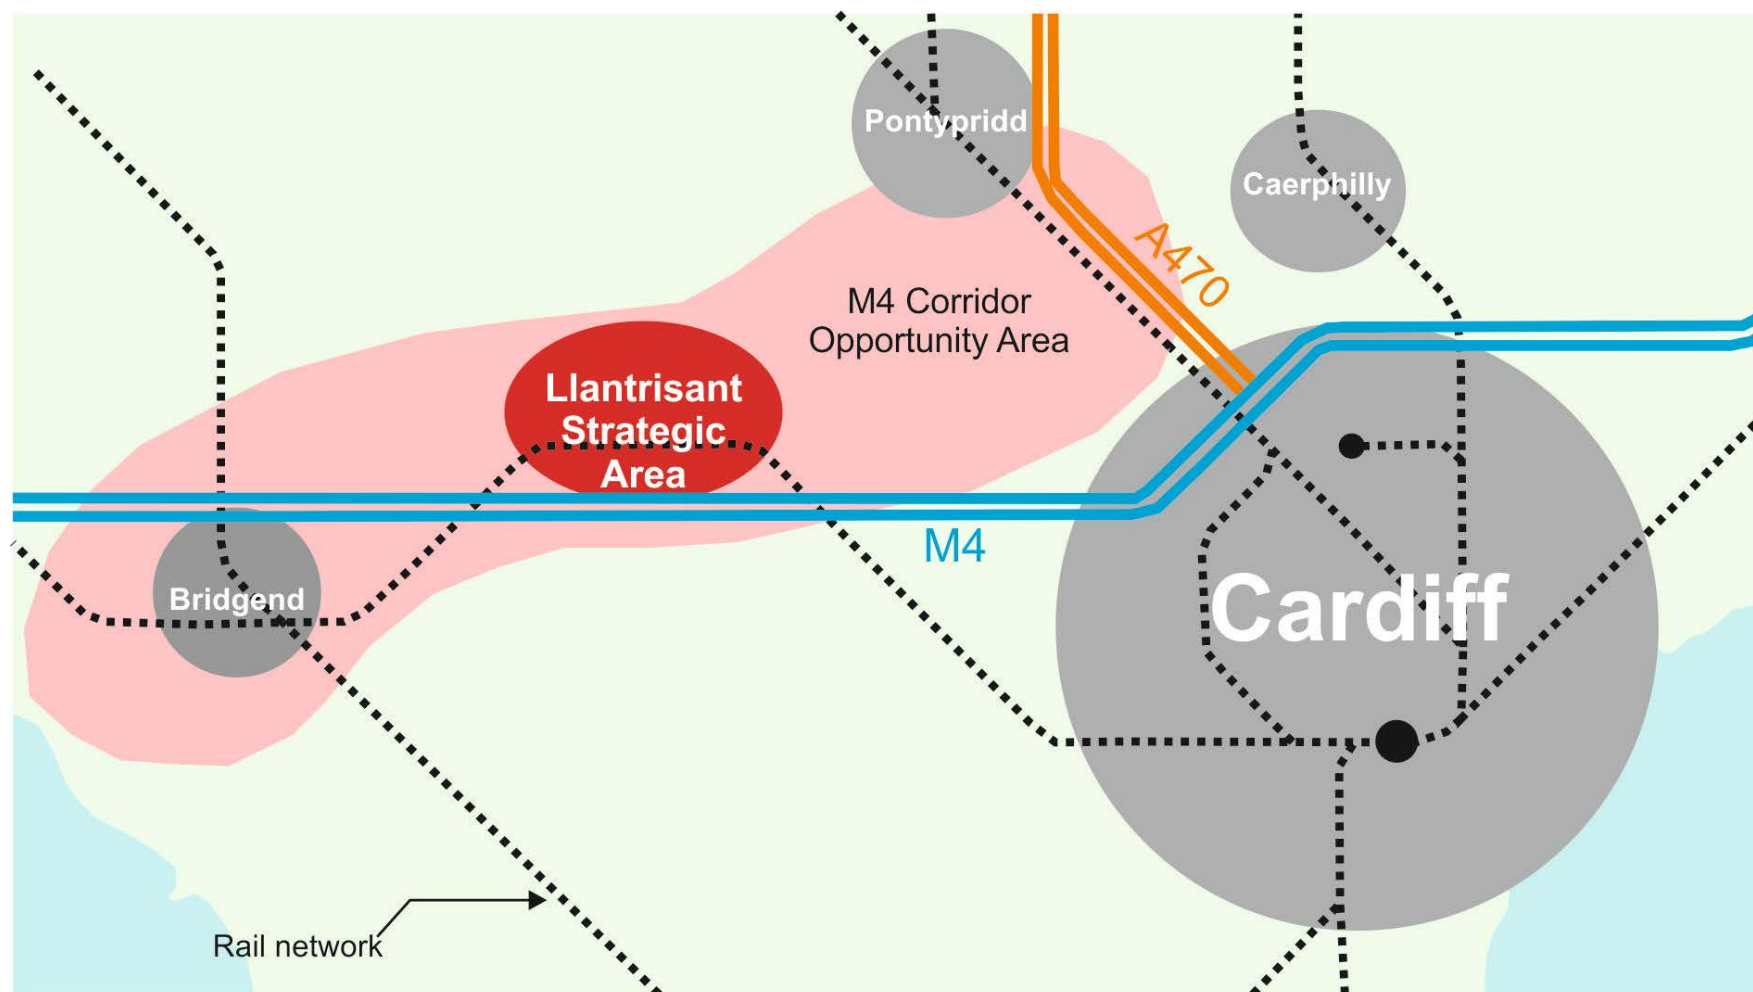 Pontypridd
Caerphilly
A470
M4 Corridor
Opportunity Area
Llantrisant
Strategic
Area
M4
Bridgend
Cardiff
Rail network